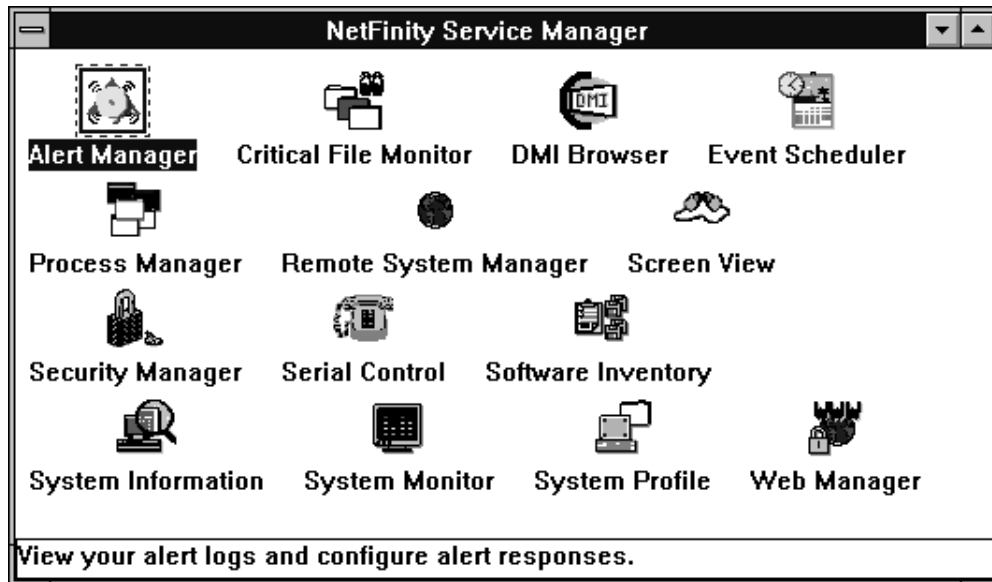 NetFinity Service Manager
Alert Manager Critical File Monitor DMI Browser Event Scheduler
DMI
Process Manager Remote System Manager Screen View
Security Manager Serial Control Software Inventory
System Information System Monitor System Profile Web Manager
View your alert logs and configure alert responses.